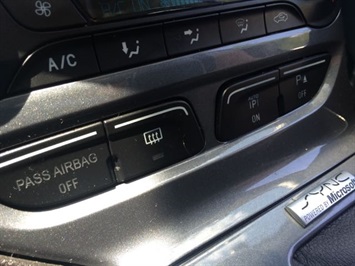 A/C
PASS AIRBAG
OFF
(P)
ON
P
OFF
SYNC
POWERED BY Microsoft